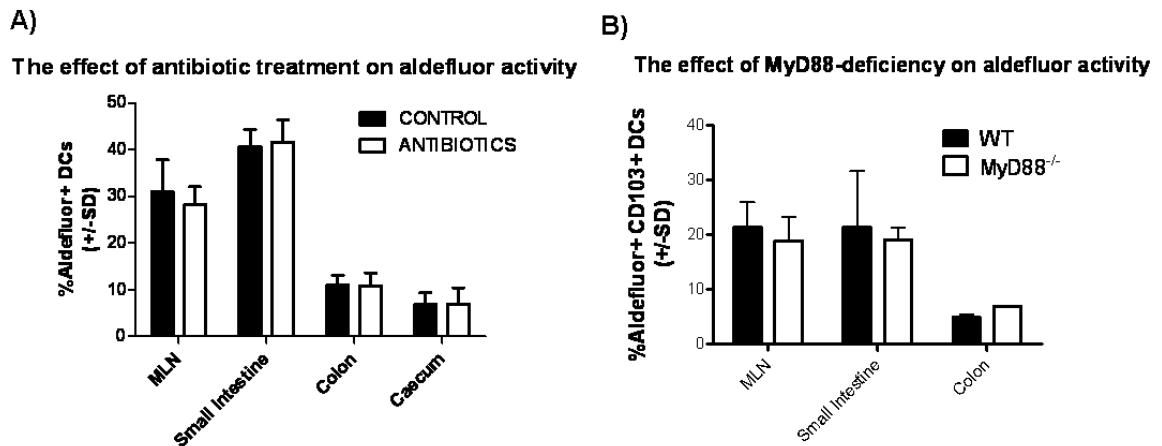 A)
The effect of antibiotic treatment on aldefluor activity
%Aldefluor+ DCs
(+/-SD)
50
40
30
20
10
0
CONTROL
ANTIBIOTICS
MLN
Small Intestine
Colon
Caecum
B)
The effect of MyD88-deficiency on aldefluor activity
%Aldefluor+ CD103+ DCs
(+/-SD)
40
30
20
10
0
WT
MyD88-/-
MLN
Small Intestine
Colon